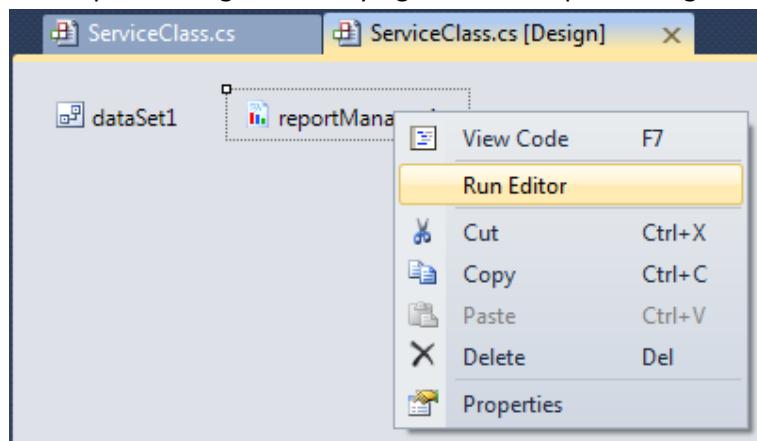 ServiceClass.cs
ServiceClass.cs [Design]
dataSet1
reportMana
View Code F7
Run Editor
Cut Ctrl+X
Copy Ctrl+C
Paste Ctrl+V
Delete Del
Properties